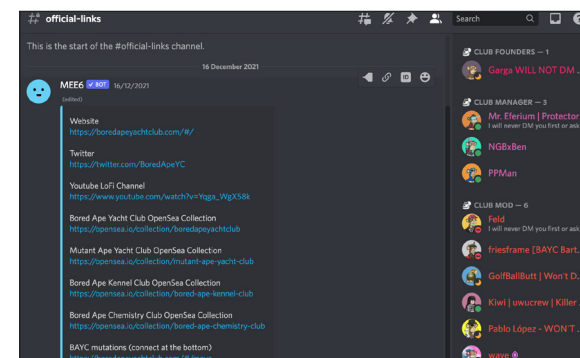 official-links
Search
This is the start of the #official-links channel.
16 December 2021
MEE6 ✓ BOT 16/12/2021
(edited)
Website
https://boredapeyachtclub.com/#/
Twitter
https://twitter.com/BoredApeYC
Youtube LoFi Channel
https://www.youtube.com/watch?v=Yqga_WgX58k
Bored Ape Yacht Club OpenSea Collection
https://opensea.io/collection/boredapeyachtclub
Mutant Ape Yacht Club OpenSea Collection
https://opensea.io/collection/mutant-ape-yacht-club
Bored Ape Kennel Club OpenSea Collection
https://opensea.io/collection/bored-ape-kennel-club
Bored Ape Chemistry Club OpenSea Collection
https://opensea.io/collection/bored-ape-chemistry-club
BAYC mutations (connect at the bottom)
CLUB FOUNDERS — 1
Garga WILL NOT DM ..
CLUB MANAGER — 3
Mr. Eferium | Protector
I will never DM you first or ask
NGBxBen
PPMan
CLUB MOD — 6
Feld
I will never DM you first or ask
friesframe [BAYC Bart.
GolfBallButt | Won't D.
Kiwi | uwucrew | Killer .
Pablo López - WON'T .
wave